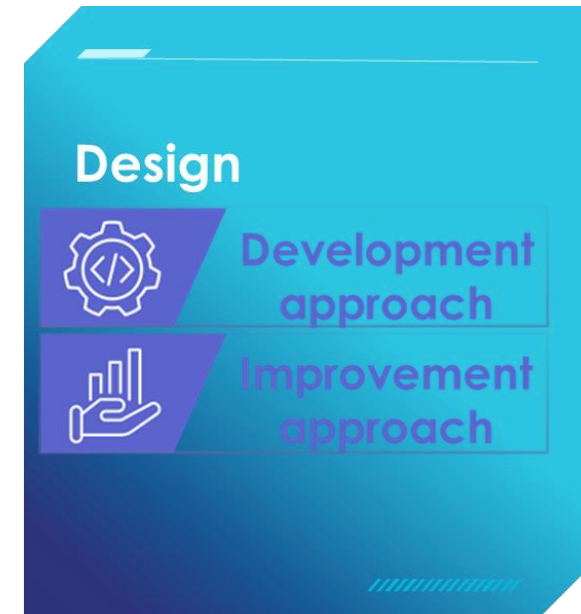 Design
Development
approach
Improvement
approach